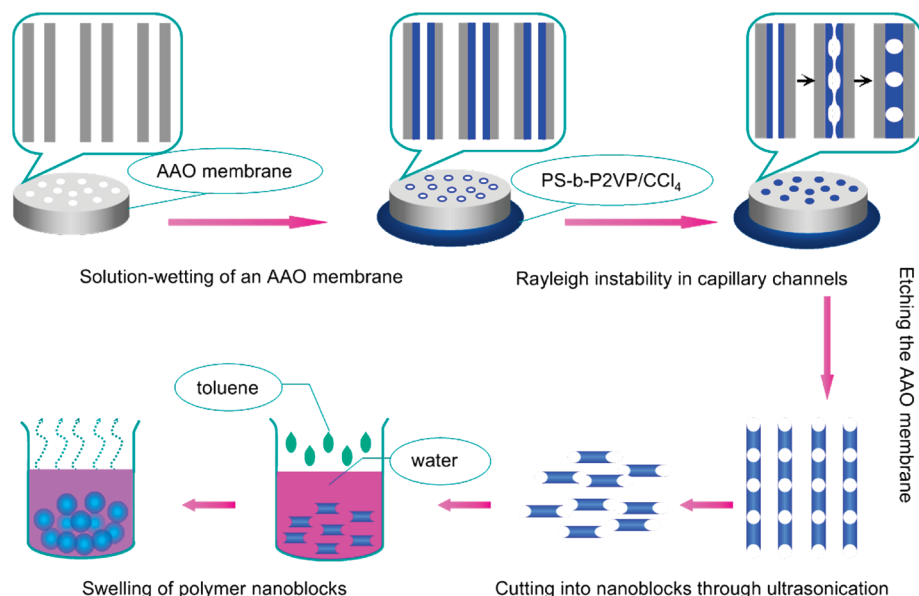 AAO membrane
PS-b-P2VP/CCl4
Solution-wetting of an AAO membrane
Rayleigh instability in capillary channels
Etching the AAO membrane
toluene
water
Swelling of polymer nanoblocks
Cutting into nanoblocks through ultrasonication